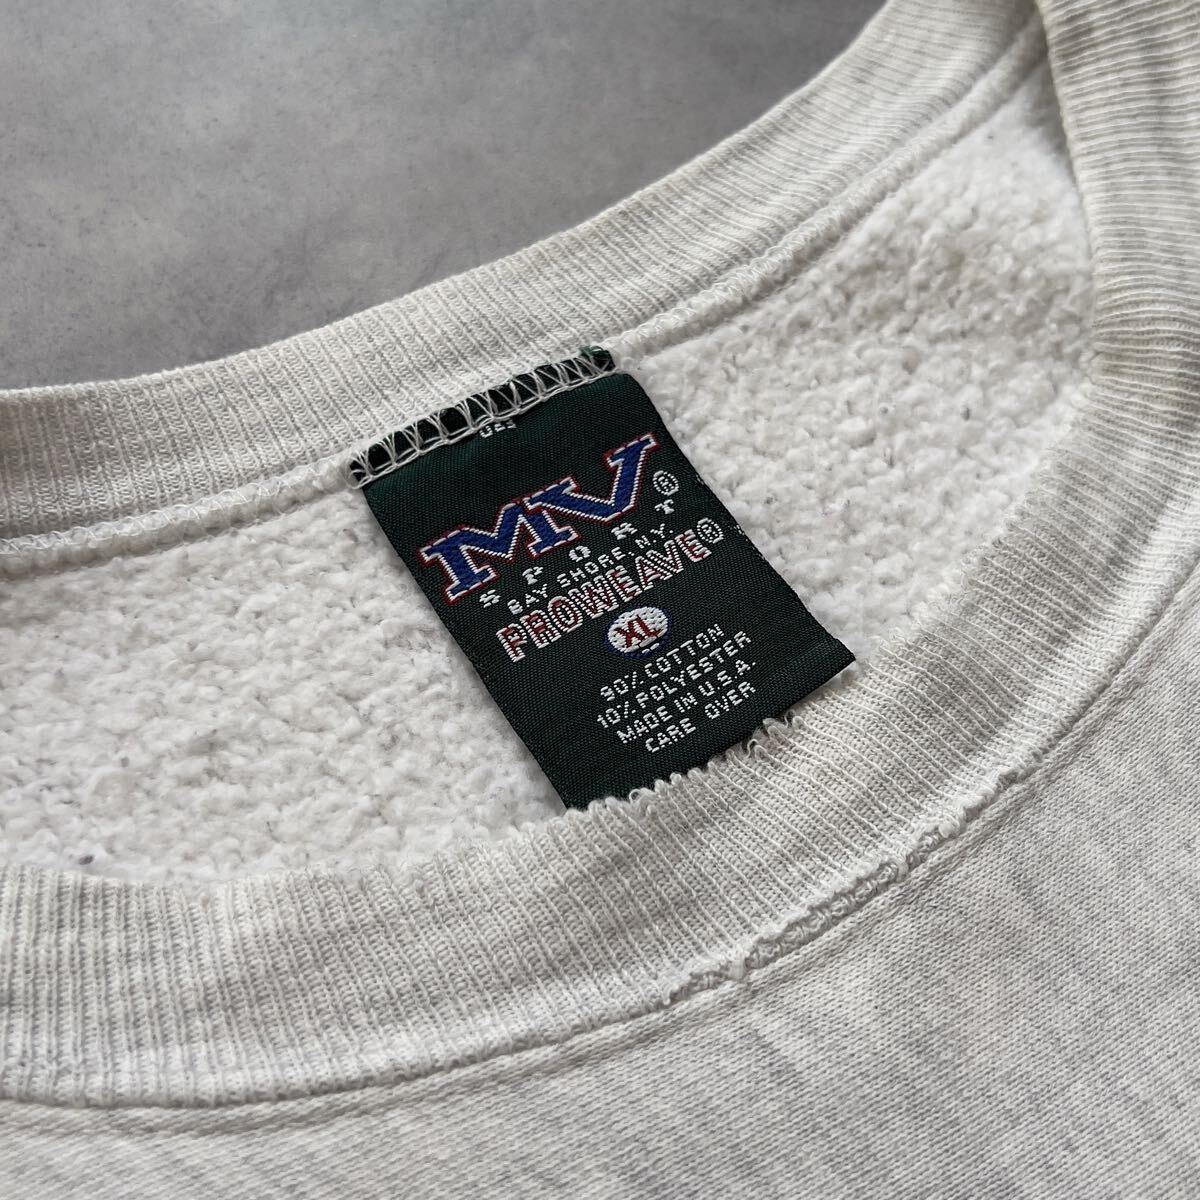 MV®
SPORT
BAY SHORE, N.Y.
PROWEAVE®
XL
90% COTTON
10% POLYESTER
MADE IN U.S.A.
CARE OVER